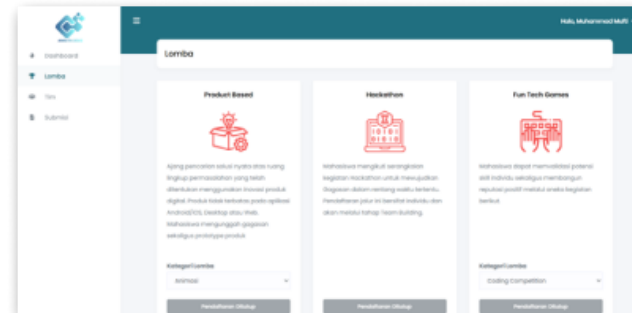 Halo, Muhammad Mufti
Dashboard
Lomba
Tim
Submisi
Lomba
Product Based
Ajang pencarian solusi nyata atas ruang
lingkup permasalahan yang telah
ditentukan menggunakan inovasi produk
digital. Produk tidak terbatas pada aplikasi
Android/iOS, Desktop atau Web.
Mahasiswa mengunggah gagasan
sekaligus prototype produk
Kategori Lomba
Animasi
Pendaftaran Ditutup
Hackathon
Mahasiswa mengikuti serangkaian
kegiatan Hackathon untuk mewujudkan
Gagasan dalam rentang waktu tertentu.
Pendaftaran jalur ini bersifat individu dan
akan melalui tahap Team Building.
Pendaftaran Ditutup
Fun Tech Games
Mahasiswa dapat memvalidasi potensi
skill individu sekaligus membangun
reputasi positif melalui aneka kegiatan
berikut.
Kategori Lomba
Coding Competition
Pendaftaran Ditutup